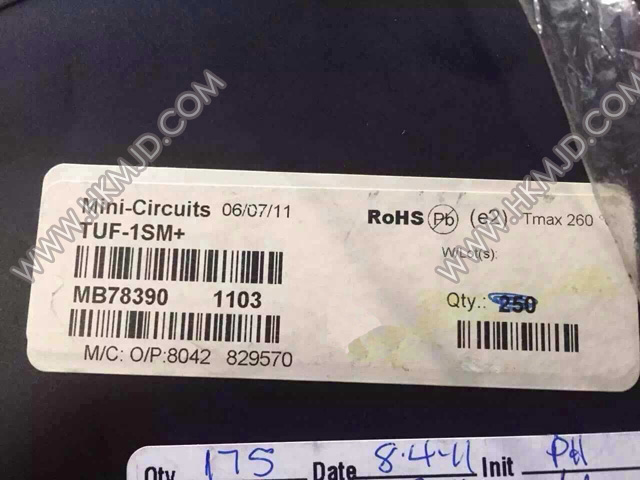 WWW.HKMJD.COM
WWW.HKMJD.COM
Mini-Circuits 06/07/11
TUF-1SM+
RoHS Pb (e2) Tmax 260 °
W/Lot(s):
MB78390 1103
Qty.: 250
M/C: O/P:8042 829570
Qty 175 Date 8-4-11 Init PH